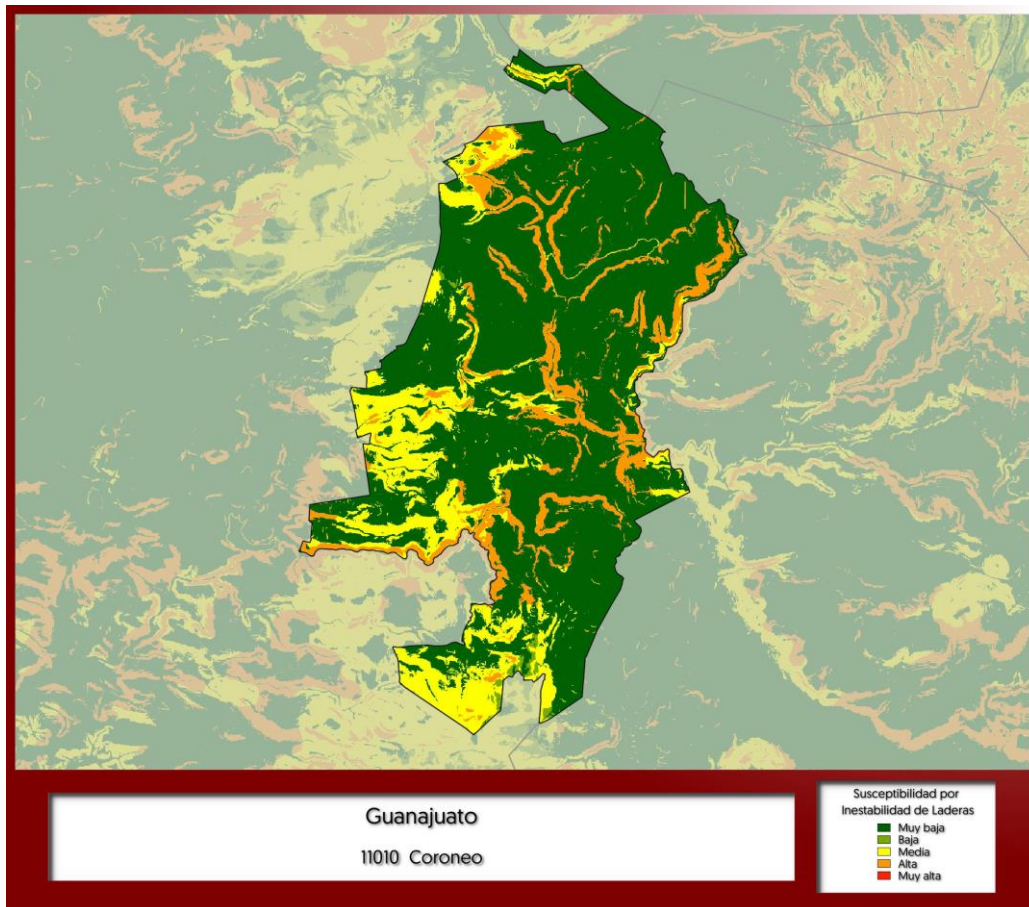 Guanajuato
11010 Coroneo
Susceptibilidad por
Inestabilidad de Laderas
Muy baja
Baja
Media
Alta
Muy alta